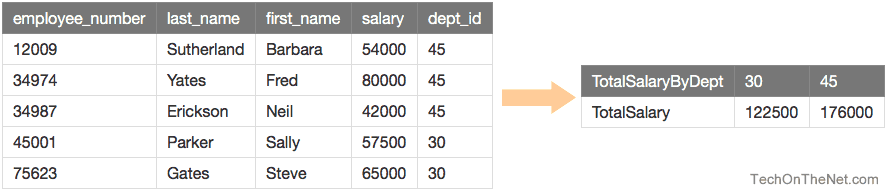 employee_number last_name first_name salary dept_id
12009 Sutherland Barbara 54000 45
34974 Yates Fred 80000 45
34987 Erickson Neil 42000 45
45001 Parker Sally 57500 30
75623 Gates Steve 65000 30
TotalSalaryByDept 30 45
TotalSalary 122500 176000
TechOnTheNet.com